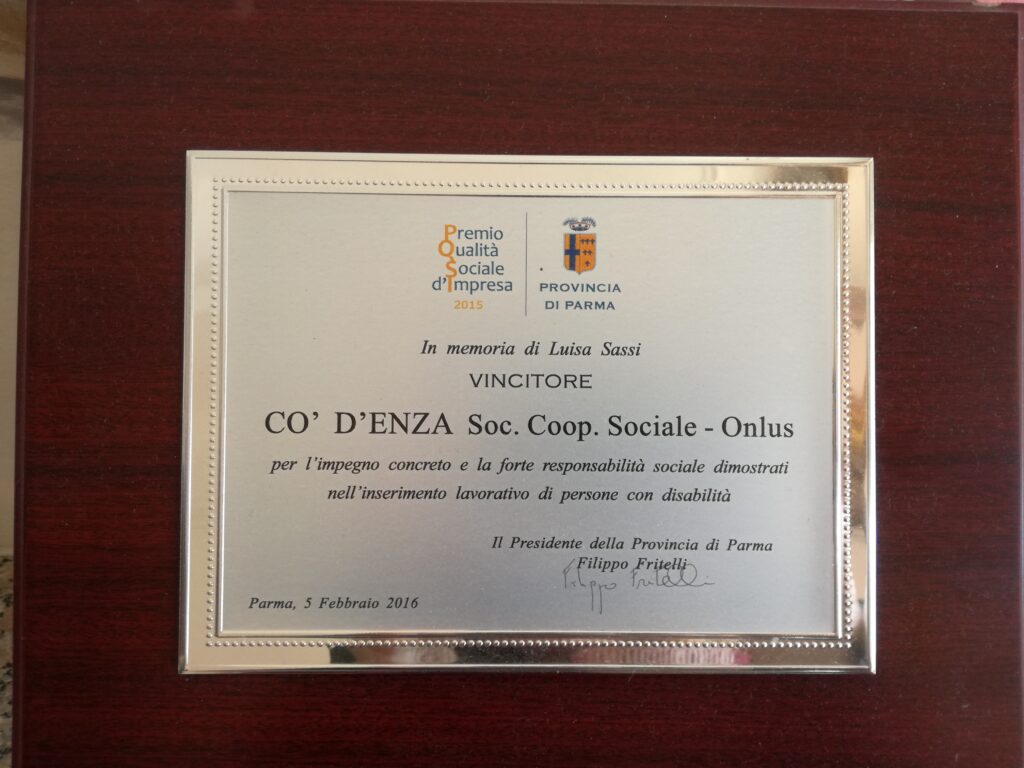 Premio
Qualità
Sociale
d'Impresa
2015
PROVINCIA
DI PARMA
In memoria di Luisa Sassi
VINCITORE
CO' D'ENZA Soc. Coop. Sociale - Onlus
per l'impegno concreto e la forte responsabilità sociale dimostrati
nell'inserimento lavorativo di persone con disabilità
Il Presidente della Provincia di Parma
Filippo Fritelli
Filippo Fritelli
Parma, 5 Febbraio 2016